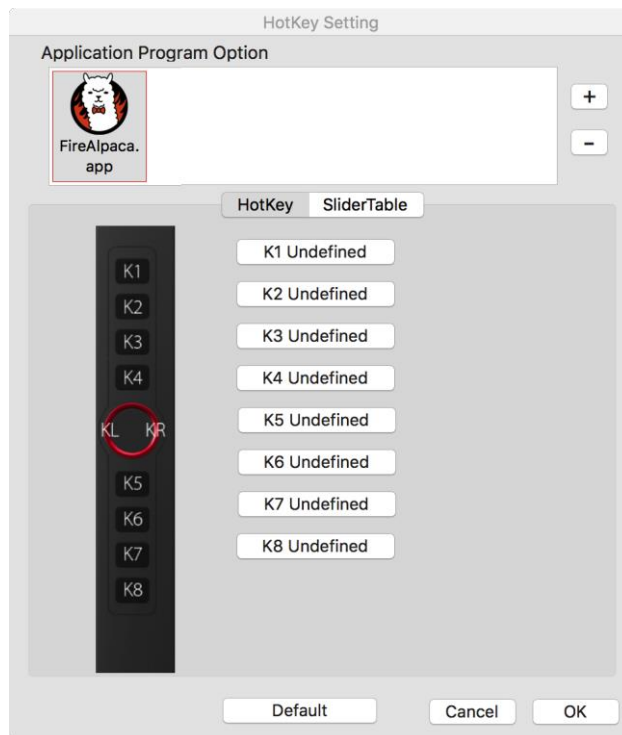 HotKey Setting
Application Program Option
FireAlpaca.
app
+
-
HotKey SliderTable
K1
K2
K3
K4
KL KR
K5
K6
K7
K8
K1 Undefined
K2 Undefined
K3 Undefined
K4 Undefined
K5 Undefined
K6 Undefined
K7 Undefined
K8 Undefined
Default Cancel OK